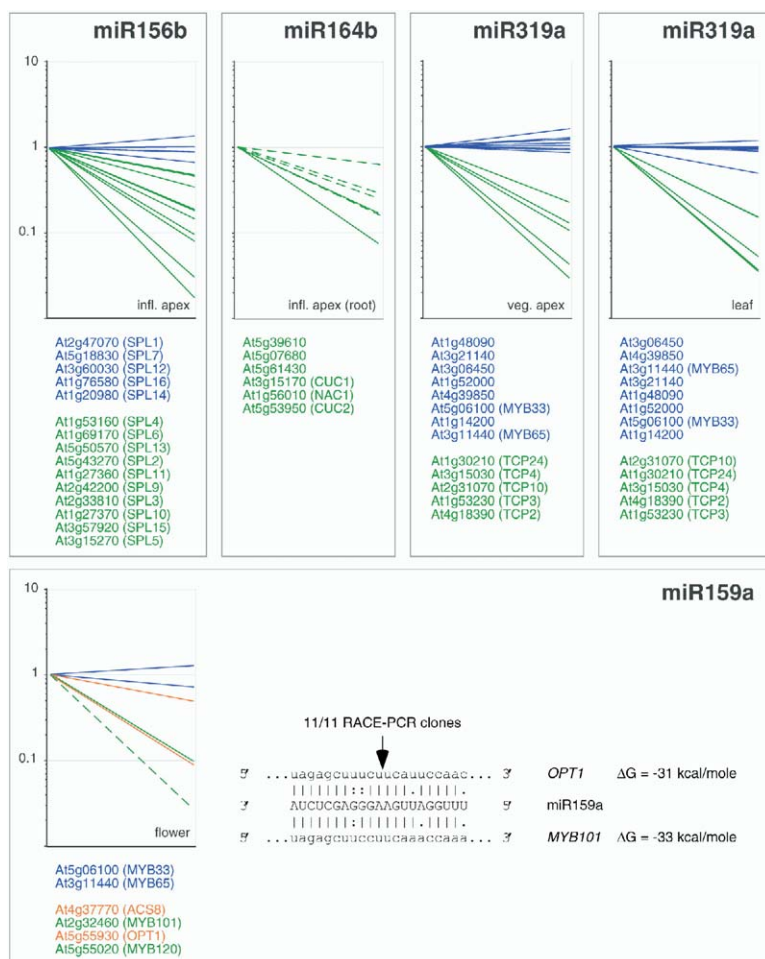 miR156b
10
1
0.1
infl. apex
At2g47070 (SPL1)
At5g18830 (SPL7)
At3g60030 (SPL12)
At1g76580 (SPL16)
At1g20980 (SPL14)
At1g53160 (SPL4)
At1g69170 (SPL6)
At5g50570 (SPL13)
At5g43270 (SPL2)
At1g27360 (SPL11)
At2g42200 (SPL9)
At2g33810 (SPL3)
At1g27370 (SPL10)
At3g57920 (SPL15)
At3g15270 (SPL5)
miR164b
infl. apex (root)
At5g39610
At5g07680
At5g61430
At3g15170 (CUC1)
At1g56010 (NAC1)
At5g53950 (CUC2)
miR319a
veg. apex
At1g48090
At3g21140
At3g06450
At1g52000
At4g39850
At5g06100 (MYB33)
At1g14200
At3g11440 (MYB65)
At1g30210 (TCP24)
At3g15030 (TCP4)
At2g31070 (TCP10)
At1g53230 (TCP3)
At4g18390 (TCP2)
miR319a
leaf
At3g06450
At4g39850
At3g11440 (MYB65)
At3g21140
At1g48090
At1g52000
At5g06100 (MYB33)
At1g14200
At2g31070 (TCP10)
At1g30210 (TCP24)
At3g15030 (TCP4)
At4g18390 (TCP2)
At1g53230 (TCP3)
miR159a
10
1
0.1
flower
At5g06100 (MYB33)
At3g11440 (MYB65)
At4g37770 (ACS8)
At2g32460 (MYB101)
At5g55930 (OPT1)
At5g55020 (MYB120)
11/11 RACE-PCR clones
5' ...uagagcuuucuucauuccaac... 3' OPT1 ΔG = -31 kcal/mole
||||||::||||||.|||||.
3' AUCUCGAGGGAAGUUAGGUUU 5' miR159a
||||||:|||||||.||||.
5' ...uagagcuuccuucaaaccaaa... 3' MYB101 ΔG = -33 kcal/mole